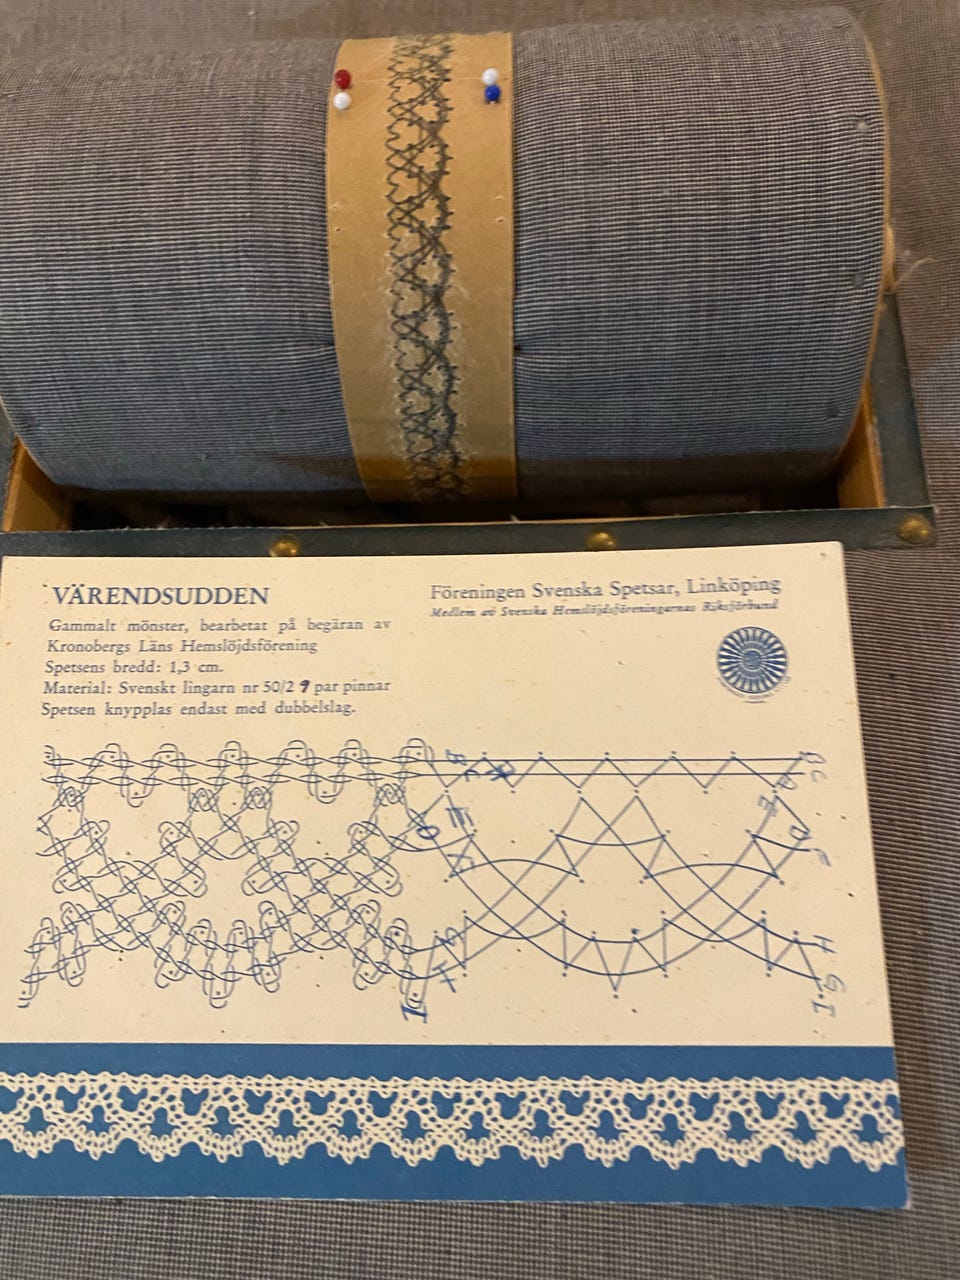 VÄRENDSUDDEN
Gammalt mönster, bearbetat på begäran av
Kronobergs Läns Hemslöjdsförening
Spetsens bredd: 1,3 cm.
Material: Svenskt lingarn nr 50/2 9 par pinnar
Spetsen knypplas endast med dubbelslag.
Föreningen Svenska Spetsar, Linköping
Medlem av Svenska Hemslöjdsföreningarnas Riksförbund